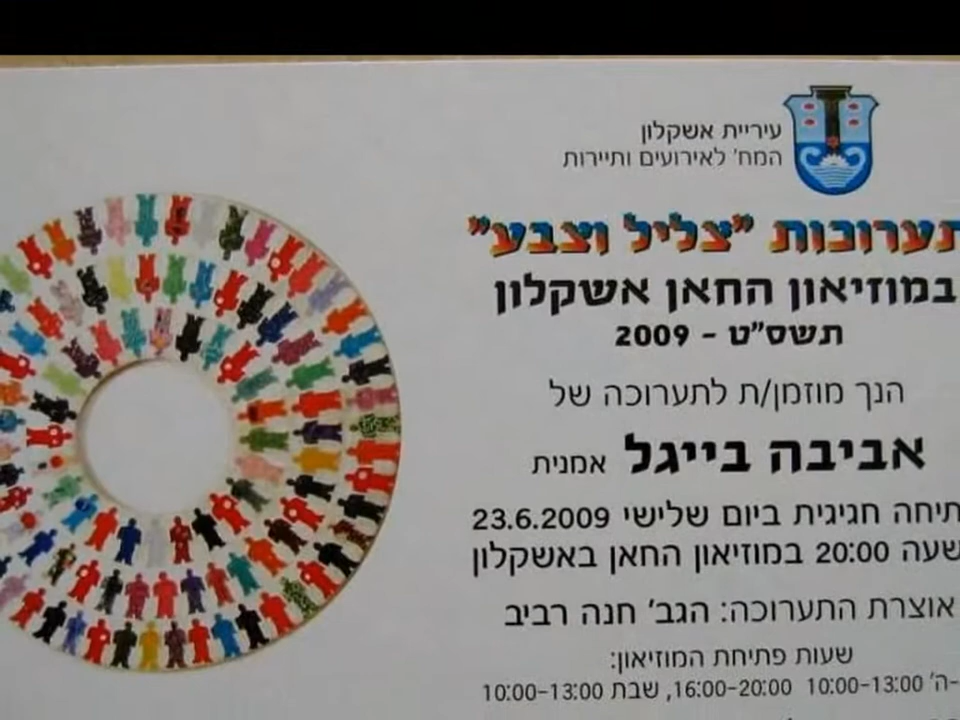 עיריית אשקלון
המח' לאירועים ותיירות
תערוכות "צליל וצבע"
במוזיאון החאן אשקלון
תשס"ט - 2009
הנך מוזמן/ת לתערוכה של
אביבה בייגל אמנית
תיחה חגיגית ביום שלישי 23.6.2009
שעה 20:00 במוזיאון החאן באשקלון
אוצרת התערוכה: הגב' חנה רביב
שעות פתיחת המוזיאון:
-ה' 10:00-13:00 16:00-20:00, שבת 10:00-13:00